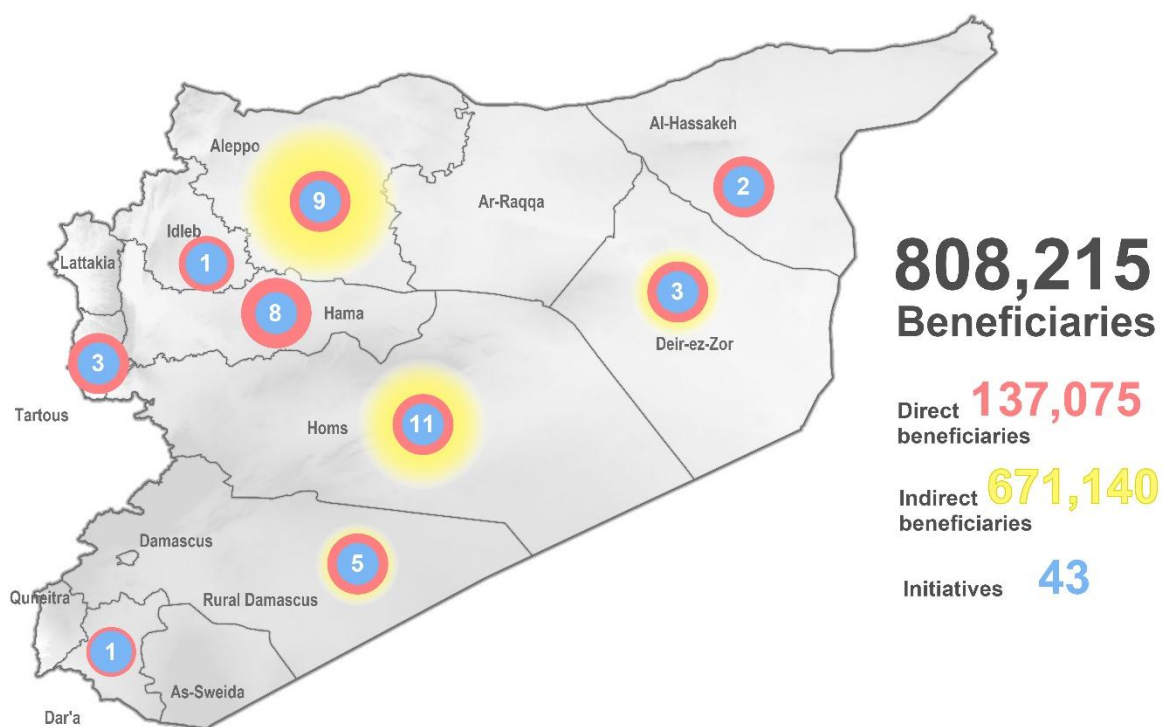 Al-Hassakeh
Aleppo
2
9
Ar-Raqqa
Idleb
1
Lattakia
3
8
Hama
Deir-ez-Zor
3
Tartous
Homs
11
Damascus
5
Quneitra
Rural Damascus
1
As-Sweida
Dar'a
808,215
Beneficiaries
Direct 137,075
beneficiaries
Indirect 671,140
beneficiaries
Initiatives 43